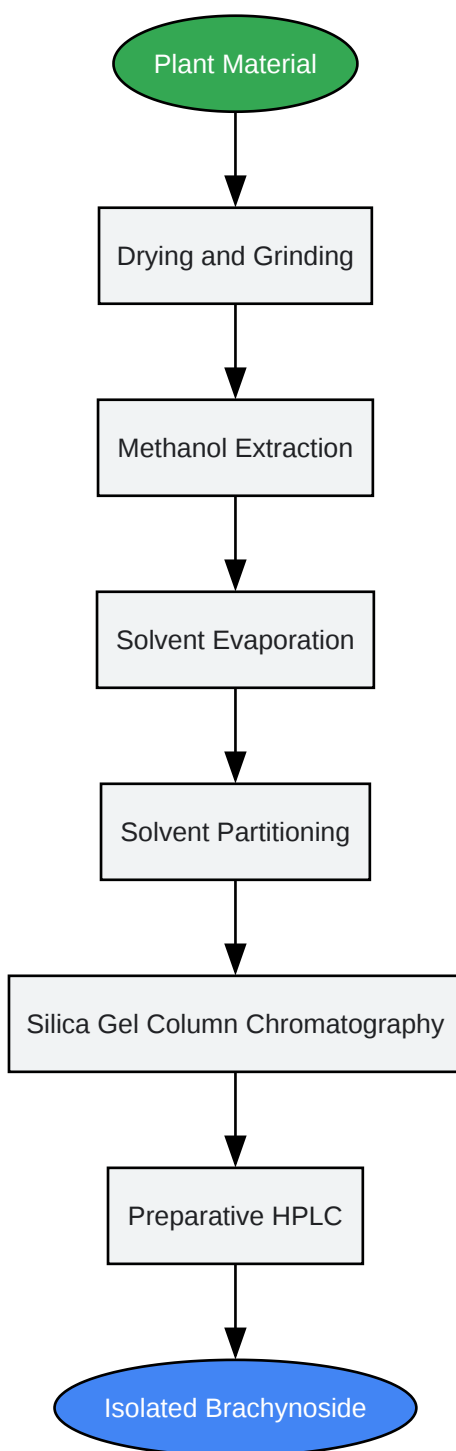 Plant Material
Drying and Grinding
Methanol Extraction
Solvent Evaporation
Solvent Partitioning
Silica Gel Column Chromatography
Preparative HPLC
Isolated Brachynoside